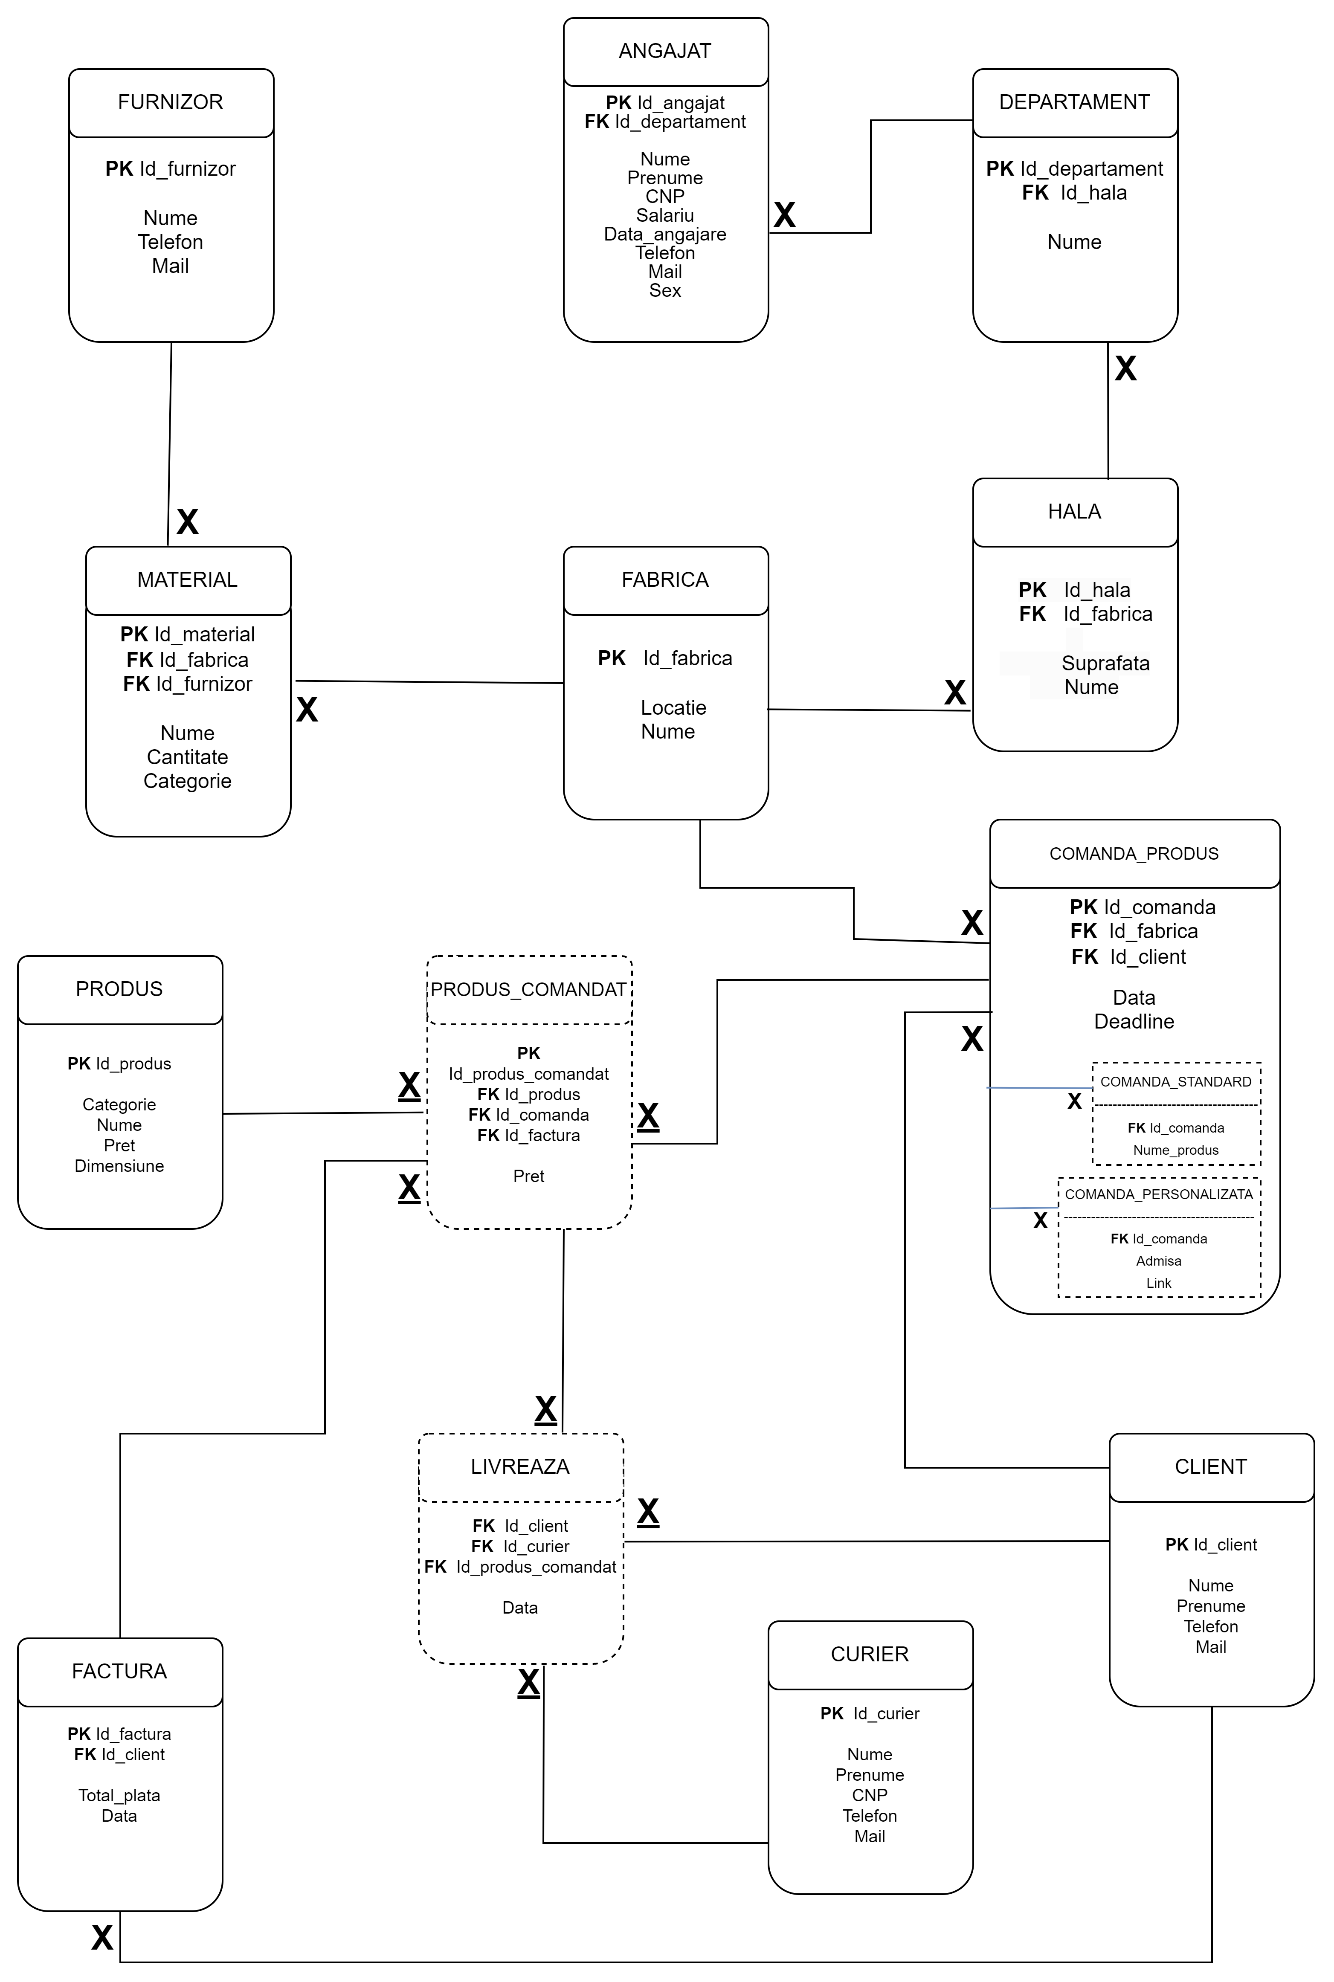 ANGAJAT
PK Id_angajat
FK Id_departament
Nume
Prenume
CNP
Salariu
Data_angajare
Telefon
Mail
Sex
X
FURNIZOR
PK Id_furnizor
Nume
Telefon
Mail
X
DEPARTAMENT
PK Id_departament
FK Id_hala
Nume
X
MATERIAL
PK Id_material
FK Id_fabrica
FK Id_furnizor
Nume
Cantitate
Categorie
X
FABRICA
PK Id_fabrica
Locatie
Nume
X
HALA
PK Id_hala
FK Id_fabrica
Suprafata
Nume
COMANDA_PRODUS
PK Id_comanda
FK Id_fabrica
FK Id_client
Data
Deadline
X
X
COMANDA_STANDARD
X
FK Id_comanda
Nume_produs
COMANDA_PERSONALIZATA
X
FK Id_comanda
Admisa
Link
PRODUS
PK Id_produs
Categorie
Nume
Pret
Dimensiune
X
PRODUS_COMANDAT
PK
Id_produs_comandat
FK Id_produs
FK Id_comanda
FK Id_factura
Pret
X
X
X
LIVREAZA
FK Id_client
FK Id_curier
FK Id_produs_comandat
Data
X
X
CLIENT
PK Id_client
Nume
Prenume
Telefon
Mail
FACTURA
PK Id_factura
FK Id_client
Total_plata
Data
X
CURIER
PK Id_curier
Nume
Prenume
CNP
Telefon
Mail